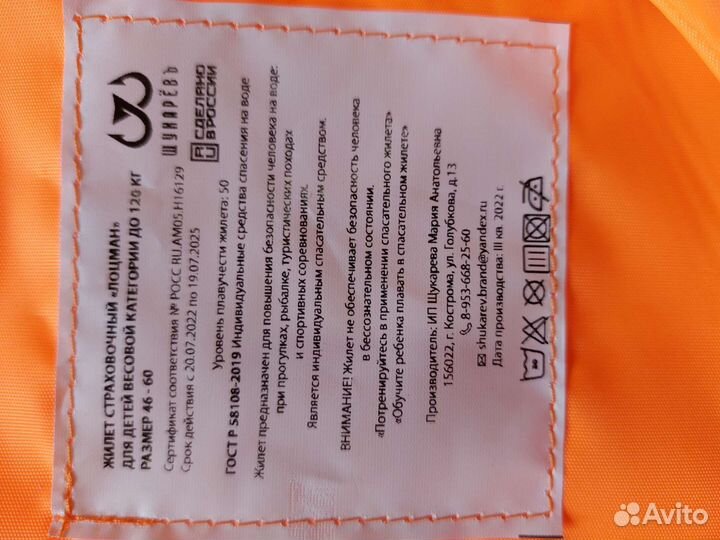 ЖИЛЕТ СТРАХОВОЧНЫЙ «ЛОЦМАН»
ДЛЯ ДЕТЕЙ ВЕСОВОЙ КАТЕГОРИИ ДО 120 КГ
РАЗМЕР 46 - 60
ЩУКАРЁВЪ
СДЕЛАНО
В РОССИИ
Сертификат соответствия № РОСС RU.АМ05.Н16129
Срок действия с 20.07.2022 по 19.07.2025
Уровень плавучести жилета: 50
ГОСТ Р 58108-2019 Индивидуальные средства спасения на воде
Жилет предназначен для повышения безопасности человека на воде:
при прогулках, рыбалке, туристических походах
и спортивных соревнованиях.
Является индивидуальным спасательным средством.
ВНИМАНИЕ! Жилет не обеспечивает безопасность человека
в бессознательном состоянии.
«Потренируйтесь в применении спасательного жилета»
«Обучите ребенка плавать в спасательном жилете»
Производитель: ИП Щукарева Мария Анатольевна
156022, г. Кострома, ул. Голубкова, д.13
8-953-668-25-60
shukarev.brand@yandex.ru
Дата производства: III кв. 2022 г.
Avito